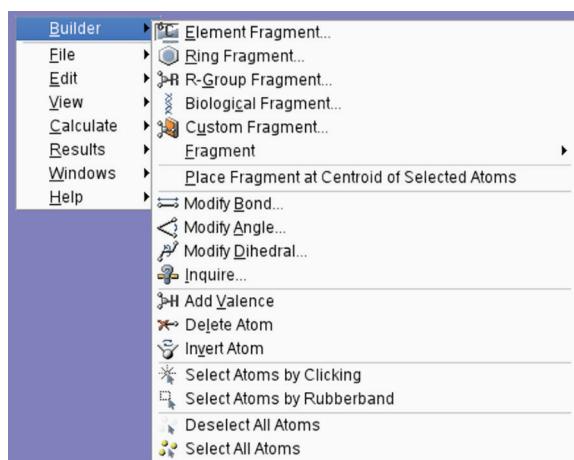 Builder
File
Edit
View
Calculate
Results
Windows
Help
Element Fragment...
Ring Fragment...
R-Group Fragment...
Biological Fragment...
Custom Fragment...
Fragment
Place Fragment at Centroid of Selected Atoms
Modify Bond...
Modify Angle...
Modify Dihedral...
Inquire...
Add Valence
Delete Atom
Invert Atom
Select Atoms by Clicking
Select Atoms by Rubberband
Deselect All Atoms
Select All Atoms